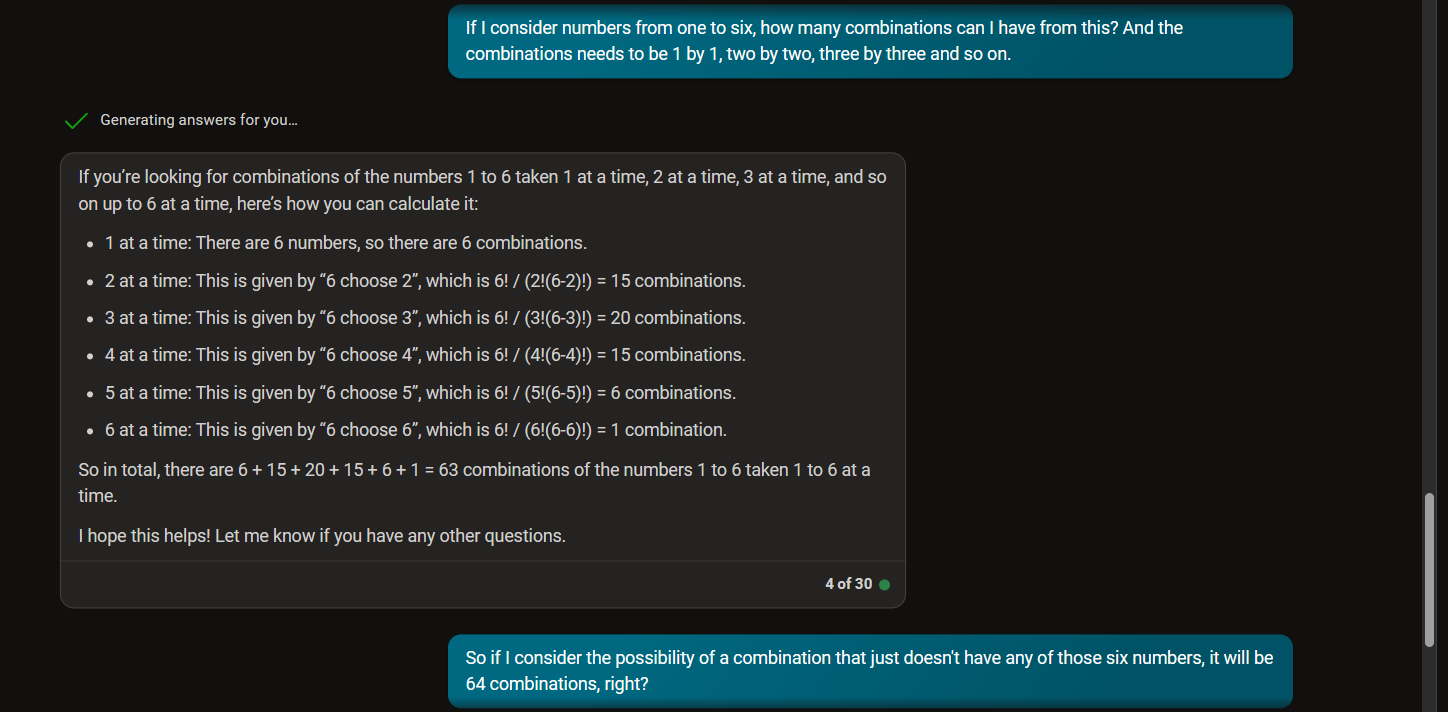 If I consider numbers from one to six, how many combinations can I have from this? And the
combinations needs to be 1 by 1, two by two, three by three and so on.
Generating answers for you…
If you’re looking for combinations of the numbers 1 to 6 taken 1 at a time, 2 at a time, 3 at a time, and so
on up to 6 at a time, here’s how you can calculate it:
• 1 at a time: There are 6 numbers, so there are 6 combinations.
• 2 at a time: This is given by “6 choose 2”, which is 6! / (2!(6-2)!) = 15 combinations.
• 3 at a time: This is given by “6 choose 3”, which is 6! / (3!(6-3)!) = 20 combinations.
• 4 at a time: This is given by “6 choose 4”, which is 6! / (4!(6-4)!) = 15 combinations.
• 5 at a time: This is given by “6 choose 5”, which is 6! / (5!(6-5)!) = 6 combinations.
• 6 at a time: This is given by “6 choose 6”, which is 6! / (6!(6-6)!) = 1 combination.
So in total, there are 6 + 15 + 20 + 15 + 6 + 1 = 63 combinations of the numbers 1 to 6 taken 1 to 6 at a
time.
I hope this helps! Let me know if you have any other questions.
4 of 30
So if I consider the possibility of a combination that just doesn't have any of those six numbers, it will be
64 combinations, right?